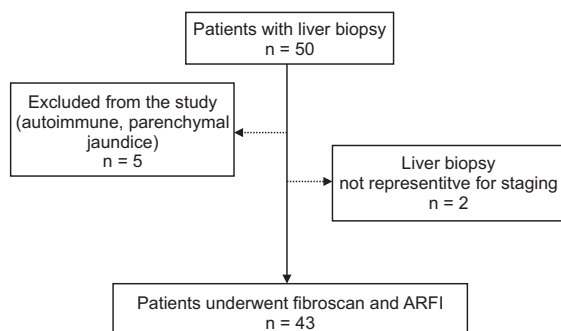 Patients with liver biopsy
n = 50
Excluded from the study
(autoimmune, parenchymal
jaundice)
n = 5
Liver biopsy
not representitve for staging
n = 2
Patients underwent fibroscan and ARFI
n = 43